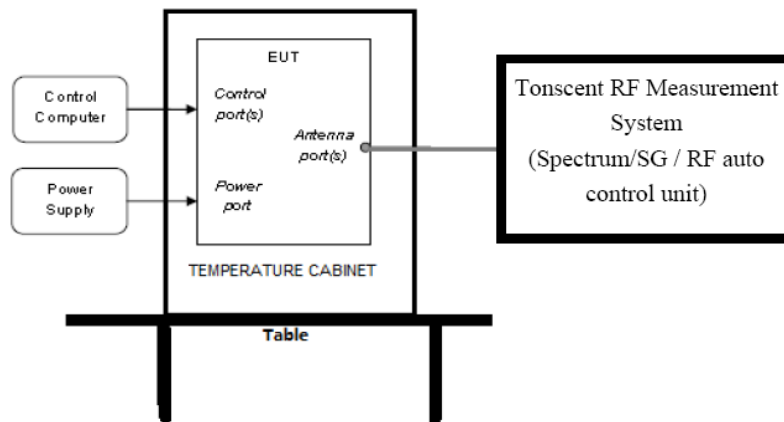 Control
Computer
Power
Supply
EUT
Control
port(s)
Antenna
port(s)
Power
port
TEMPERATURE CABINET
Table
Tonscent RF Measurement
System
(Spectrum/SG / RF auto
control unit)